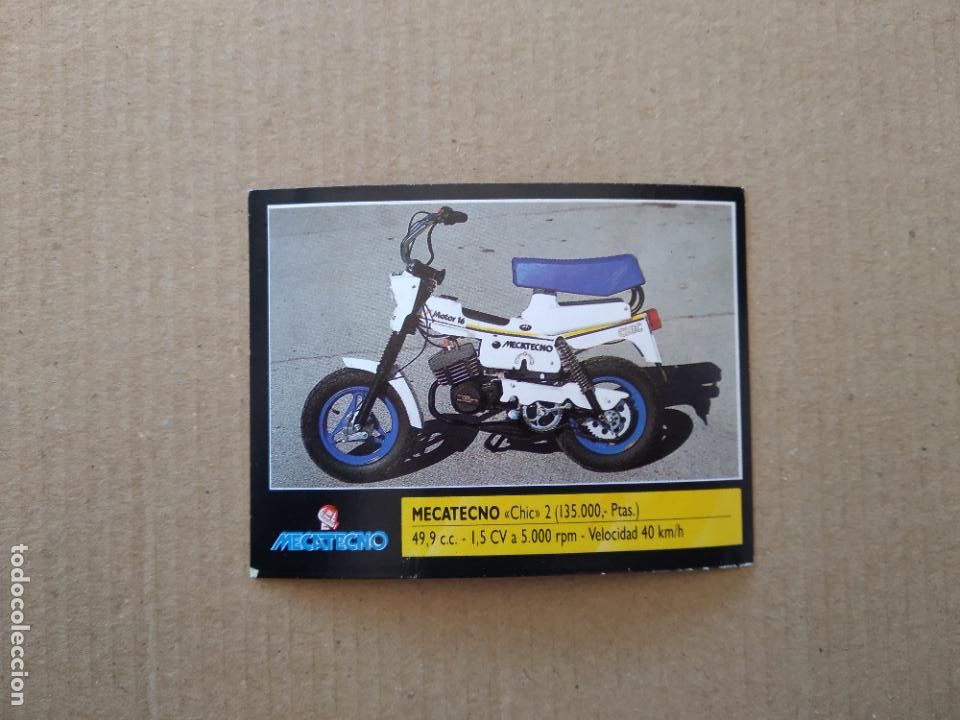 Motor 16
MECATECNO
CHIC
MECATECNO
MECATECNO «Chic» 2 (135.000,- Ptas.)
49,9 c.c. - 1,5 CV a 5.000 rpm - Velocidad 40 km/h
todocoleccion